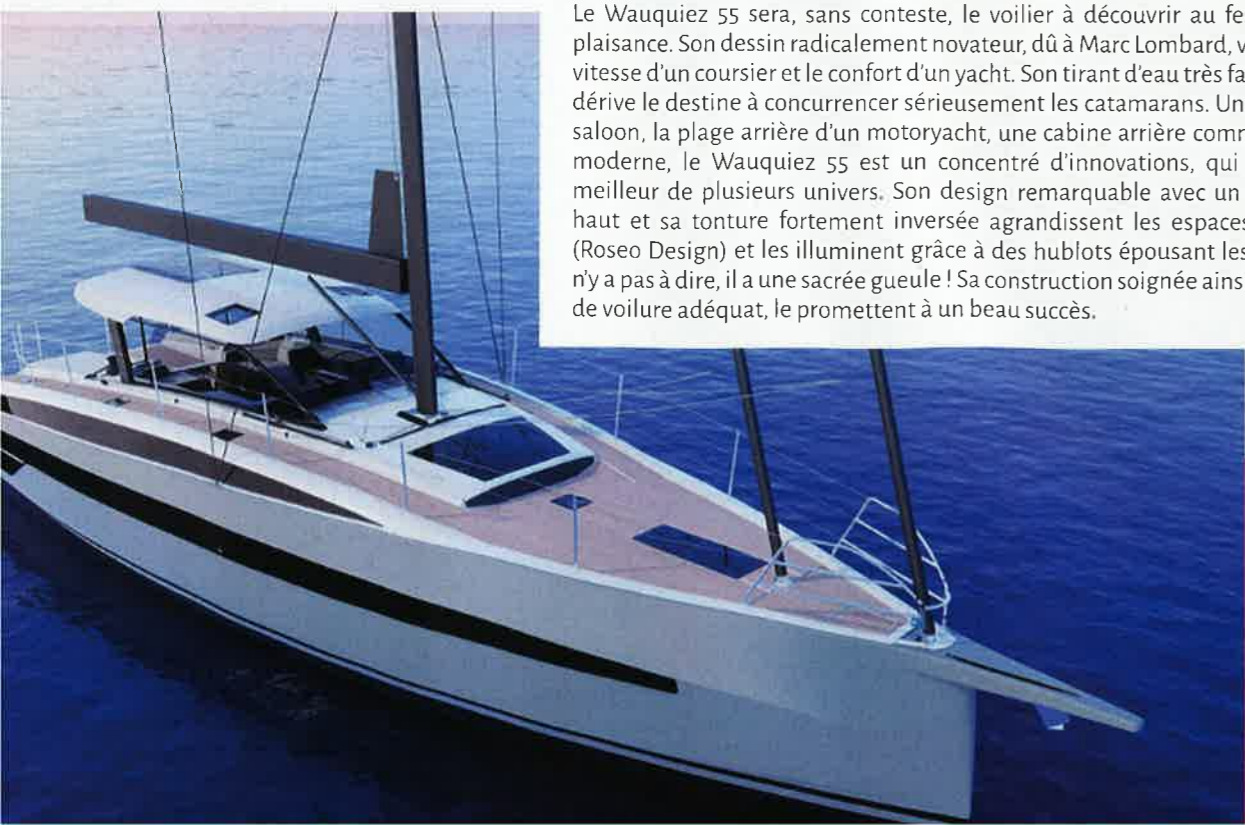 Le Wauquiez 55 sera, sans conteste, le voilier à découvrir au fe
plaisance. Son dessin radicalement novateur, dû à Marc Lombard, v
vitesse d'un coursier et le confort d'un yacht. Son tirant d'eau très fa
dérive le destine à concurrencer sérieusement les catamarans. Un
saloon, la plage arrière d'un motoryacht, une cabine arrière comm
moderne, le Wauquiez 55 est un concentré d'innovations, qui
meilleur de plusieurs univers. Son design remarquable avec un
haut et sa tonture fortement inversée agrandissent les espaces
(Roseo Design) et les illuminent grâce à des hublots épousant les
n'y a pas à dire, il a une sacrée gueule ! Sa construction soignée ains
de voilure adéquat, le promettent à un beau succès.